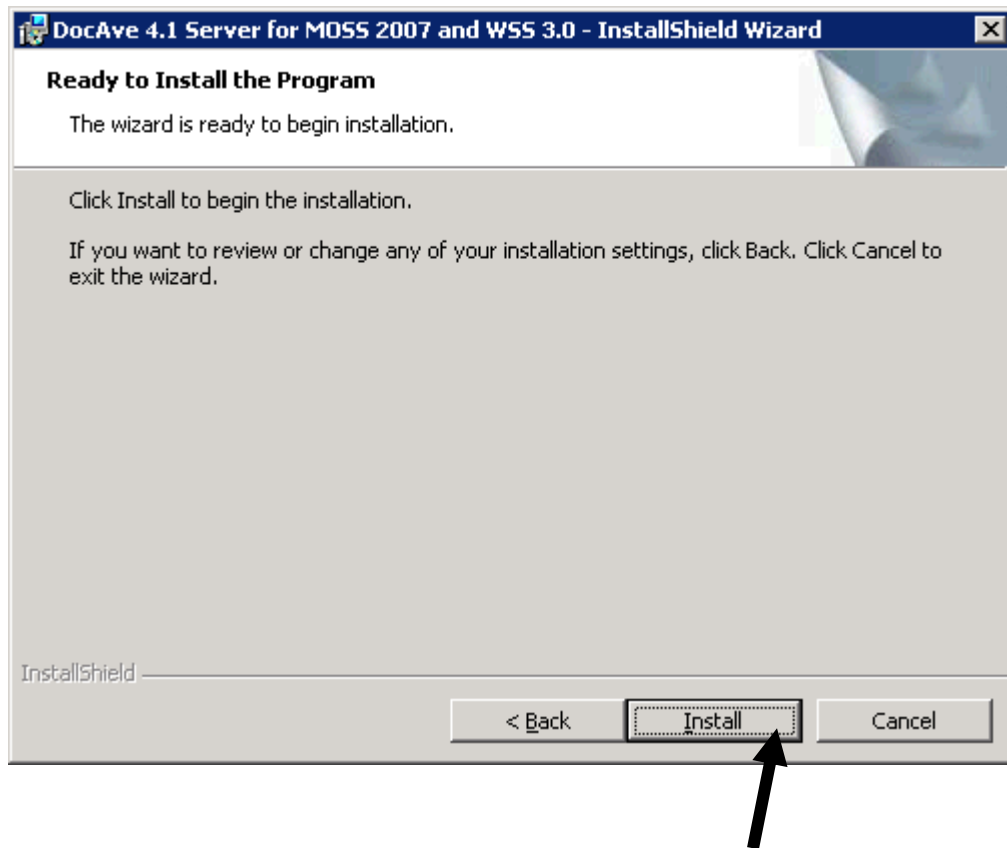 DocAve 4.1 Server for MOSS 2007 and WSS 3.0 - InstallShield Wizard
Ready to Install the Program
The wizard is ready to begin installation.
Click Install to begin the installation.
If you want to review or change any of your installation settings, click Back. Click Cancel to
exit the wizard.
InstallShield
< Back Install Cancel